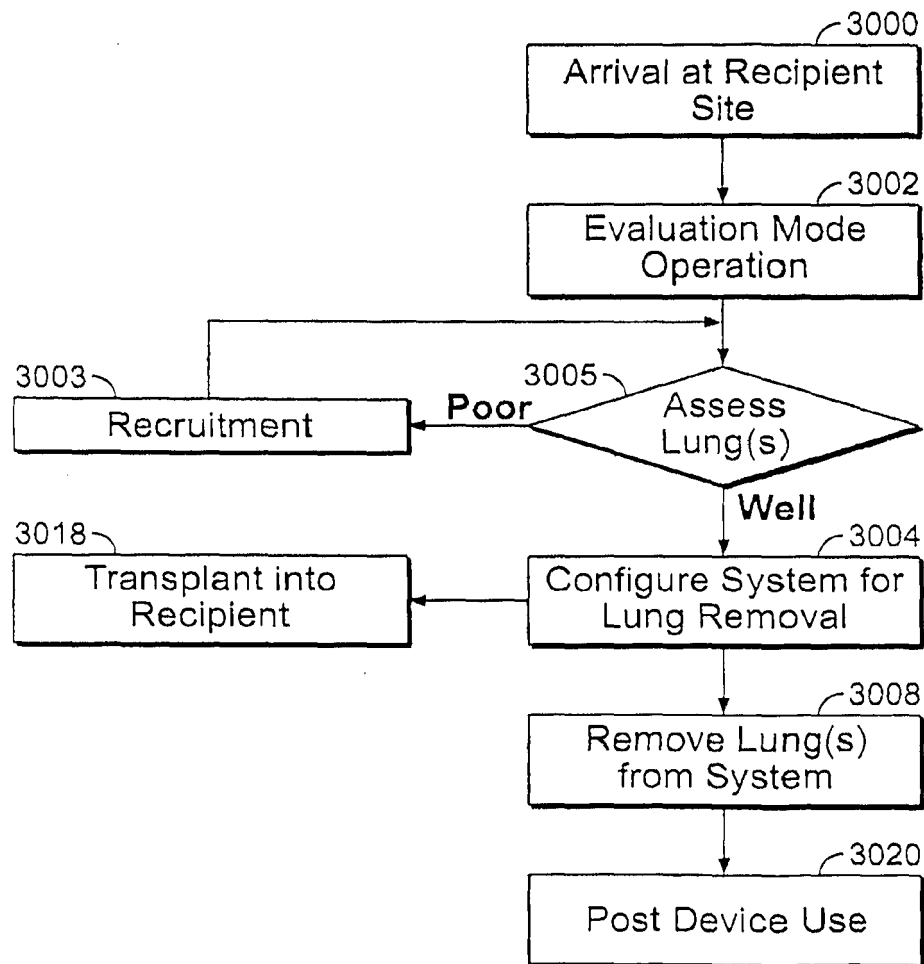 3000
Arrival at Recipient
Site
3002
Evaluation Mode
Operation
3003
Recruitment
Poor
3005
Assess
Lung(s)
Well
3018
Transplant into
Recipient
3004
Configure System for
Lung Removal
3008
Remove Lung(s)
from System
3020
Post Device Use